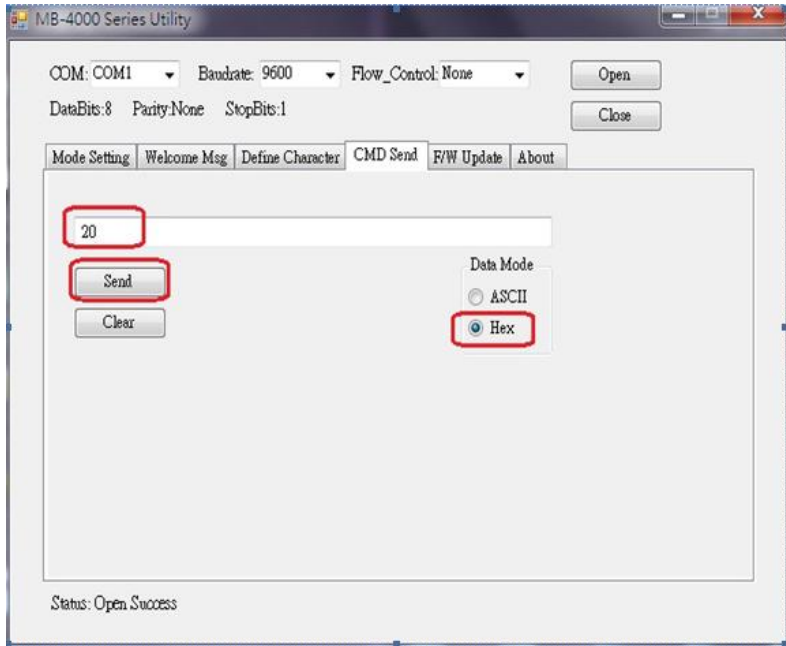 MB-4000 Series Utility
COM: COM1 Baudrate: 9600 Flow_Control: None Open
DataBits:8 Parity:None StopBits:1 Close
Mode Setting Welcome Msg Define Character CMD Send F/W Update About
20
Data Mode
Send
ASCII
Clear
Hex
Status: Open Success